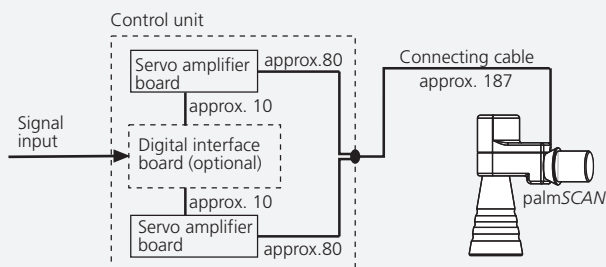 Control unit
Servo amplifier
board
approx.80
Connecting cable
approx. 187
approx. 10
Signal
input
Digital interface
board (optional)
approx. 10
palmSCAN
Servo amplifier
board
approx.80